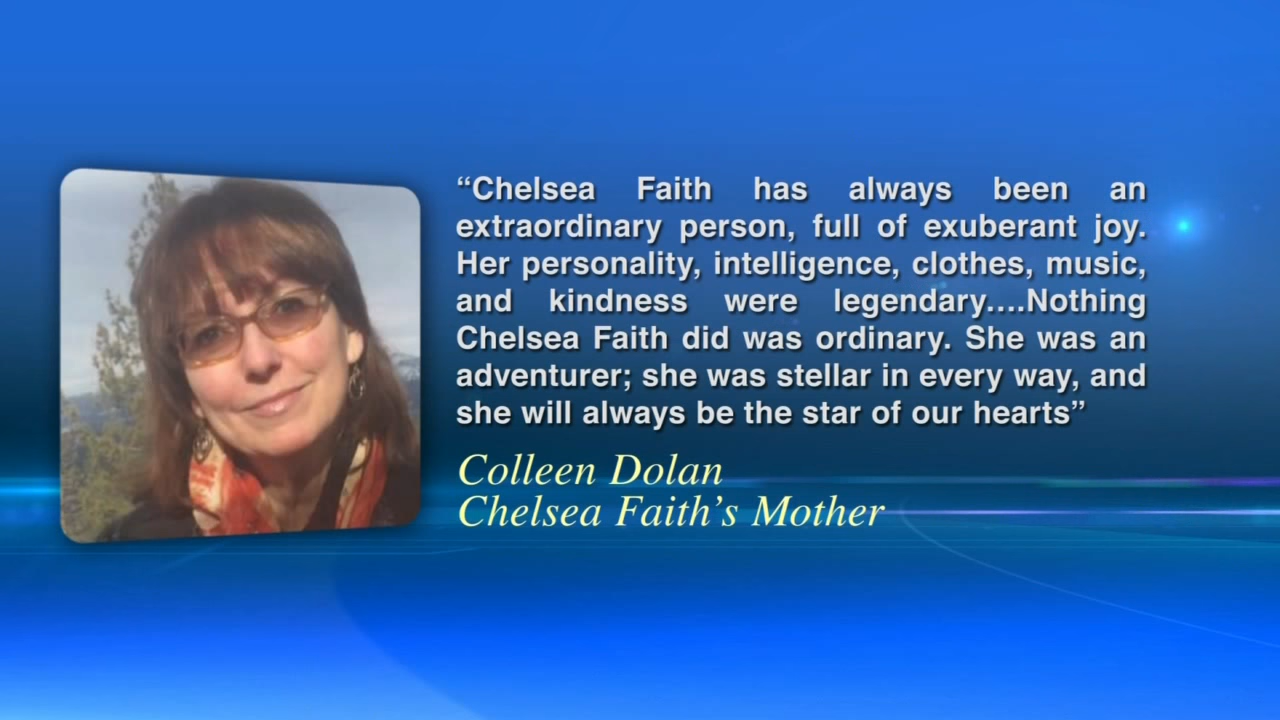 “Chelsea Faith has always been an
extraordinary person, full of exuberant joy.
Her personality, intelligence, clothes, music,
and kindness were legendary....Nothing
Chelsea Faith did was ordinary. She was an
adventurer; she was stellar in every way, and
she will always be the star of our hearts”
Colleen Dolan
Chelsea Faith’s Mother